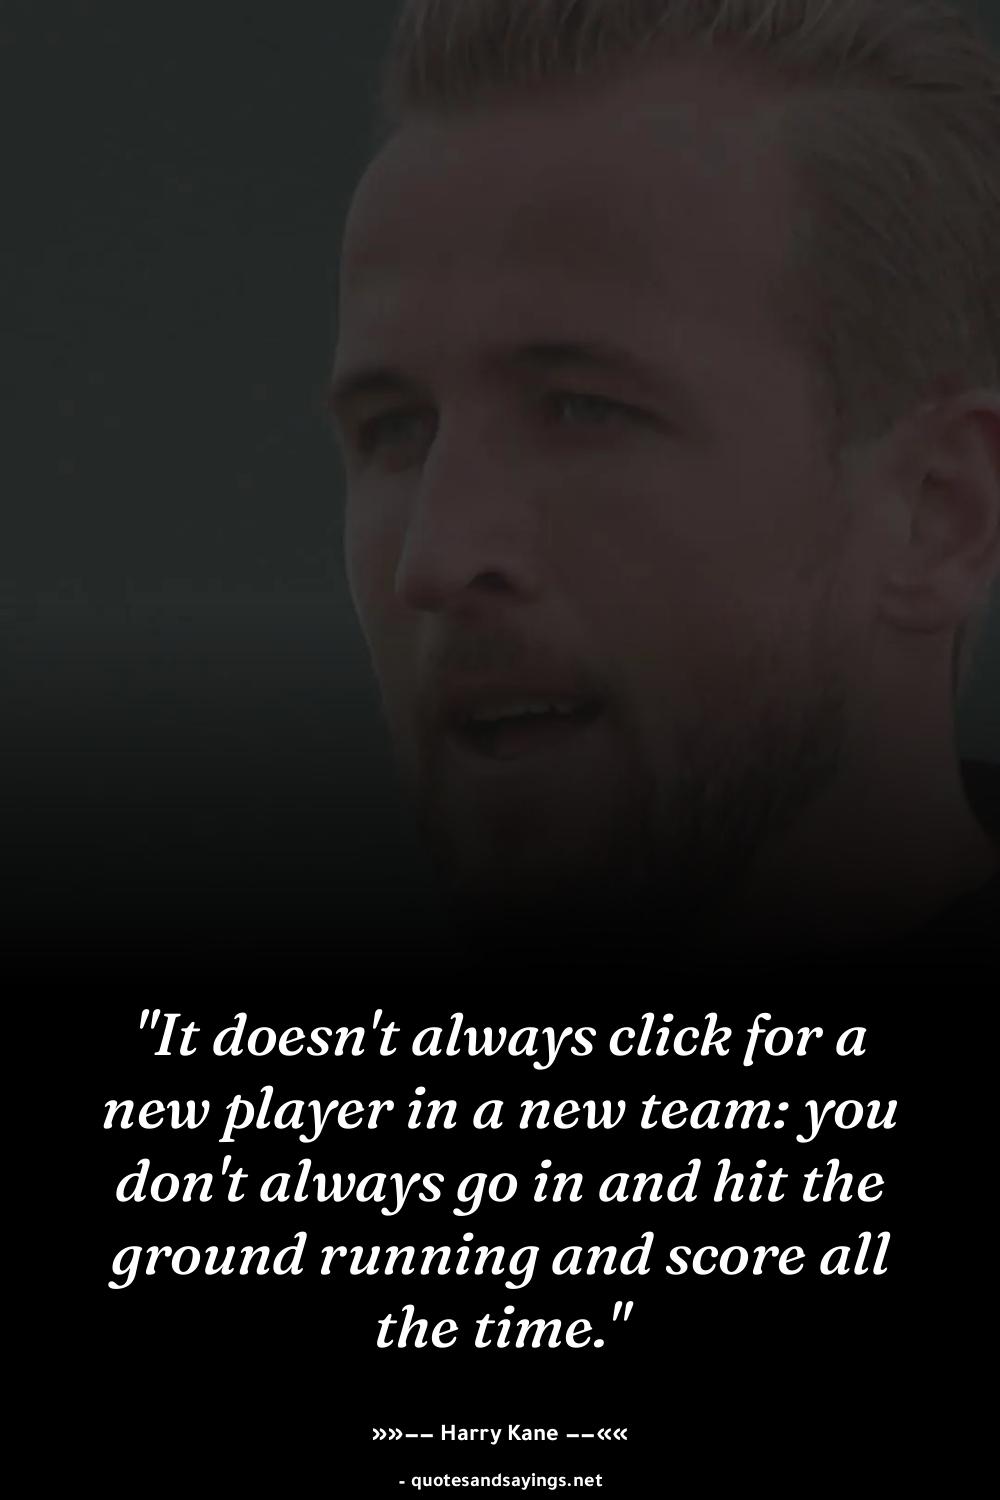 "It doesn't always click for a
new player in a new team: you
don't always go in and hit the
ground running and score all
the time."
»»–– Harry Kane ––««
- quotesandsayings.net